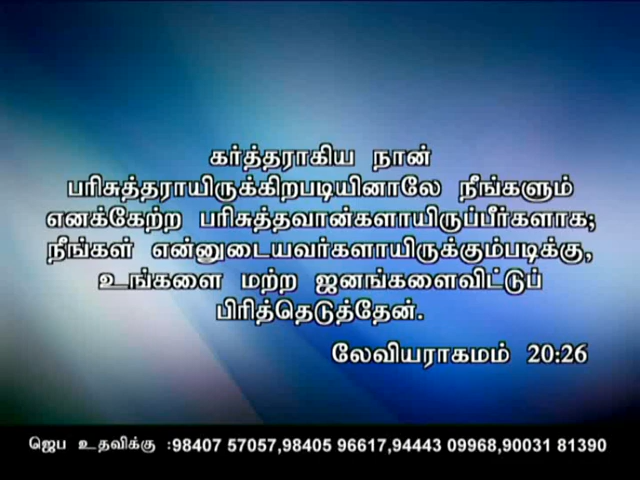 கர்த்தராகிய நான்
பரிசுத்தராயிருக்கிறபடியினாலே நீங்களும்
எனக்கேற்ற பரிசுத்தவான்களாயிருப்பீர்களாக;
நீங்கள் என்னுடையவர்களாயிருக்கும்படிக்கு,
உங்களை மற்ற ஜனங்களைவிட்டுப்
பிரித்தெடுத்தேன்.
லேவியராகமம் 20:26
ஜெப உதவிக்கு :98407 57057,98405 96617,94443 09968,90031 81390